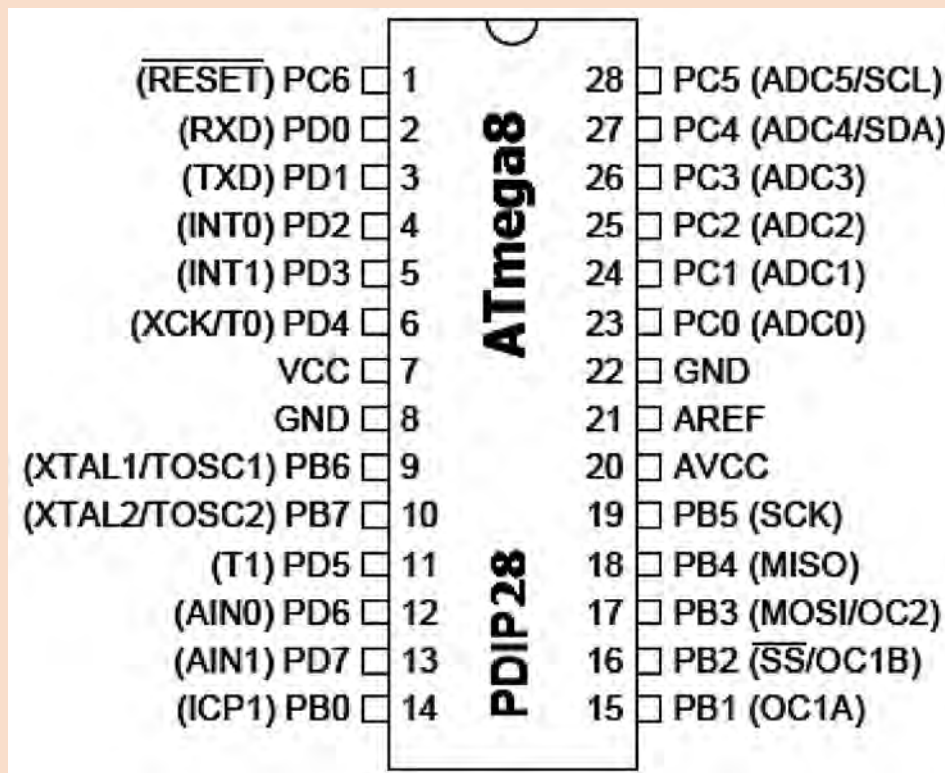 (RESET) PC6 1
(RXD) PD0 2
(TXD) PD1 3
(INT0) PD2 4
(INT1) PD3 5
(XCK/T0) PD4 6
VCC 7
GND 8
(XTAL1/TOSC1) PB6 9
(XTAL2/TOSC2) PB7 10
(T1) PD5 11
(AIN0) PD6 12
(AIN1) PD7 13
(ICP1) PB0 14
ATmega8
PDIP28
28 PC5 (ADC5/SCL)
27 PC4 (ADC4/SDA)
26 PC3 (ADC3)
25 PC2 (ADC2)
24 PC1 (ADC1)
23 PC0 (ADC0)
22 GND
21 AREF
20 AVCC
19 PB5 (SCK)
18 PB4 (MISO)
17 PB3 (MOSI/OC2)
16 PB2 (SS/OC1B)
15 PB1 (OC1A)